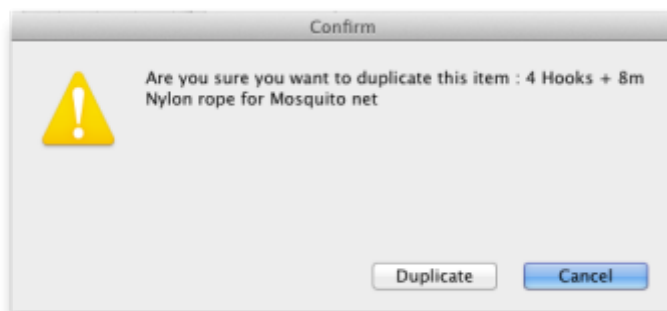 Confirm
Are you sure you want to duplicate this item : 4 Hooks + 8m
Nylon rope for Mosquito net
Duplicate
Cancel